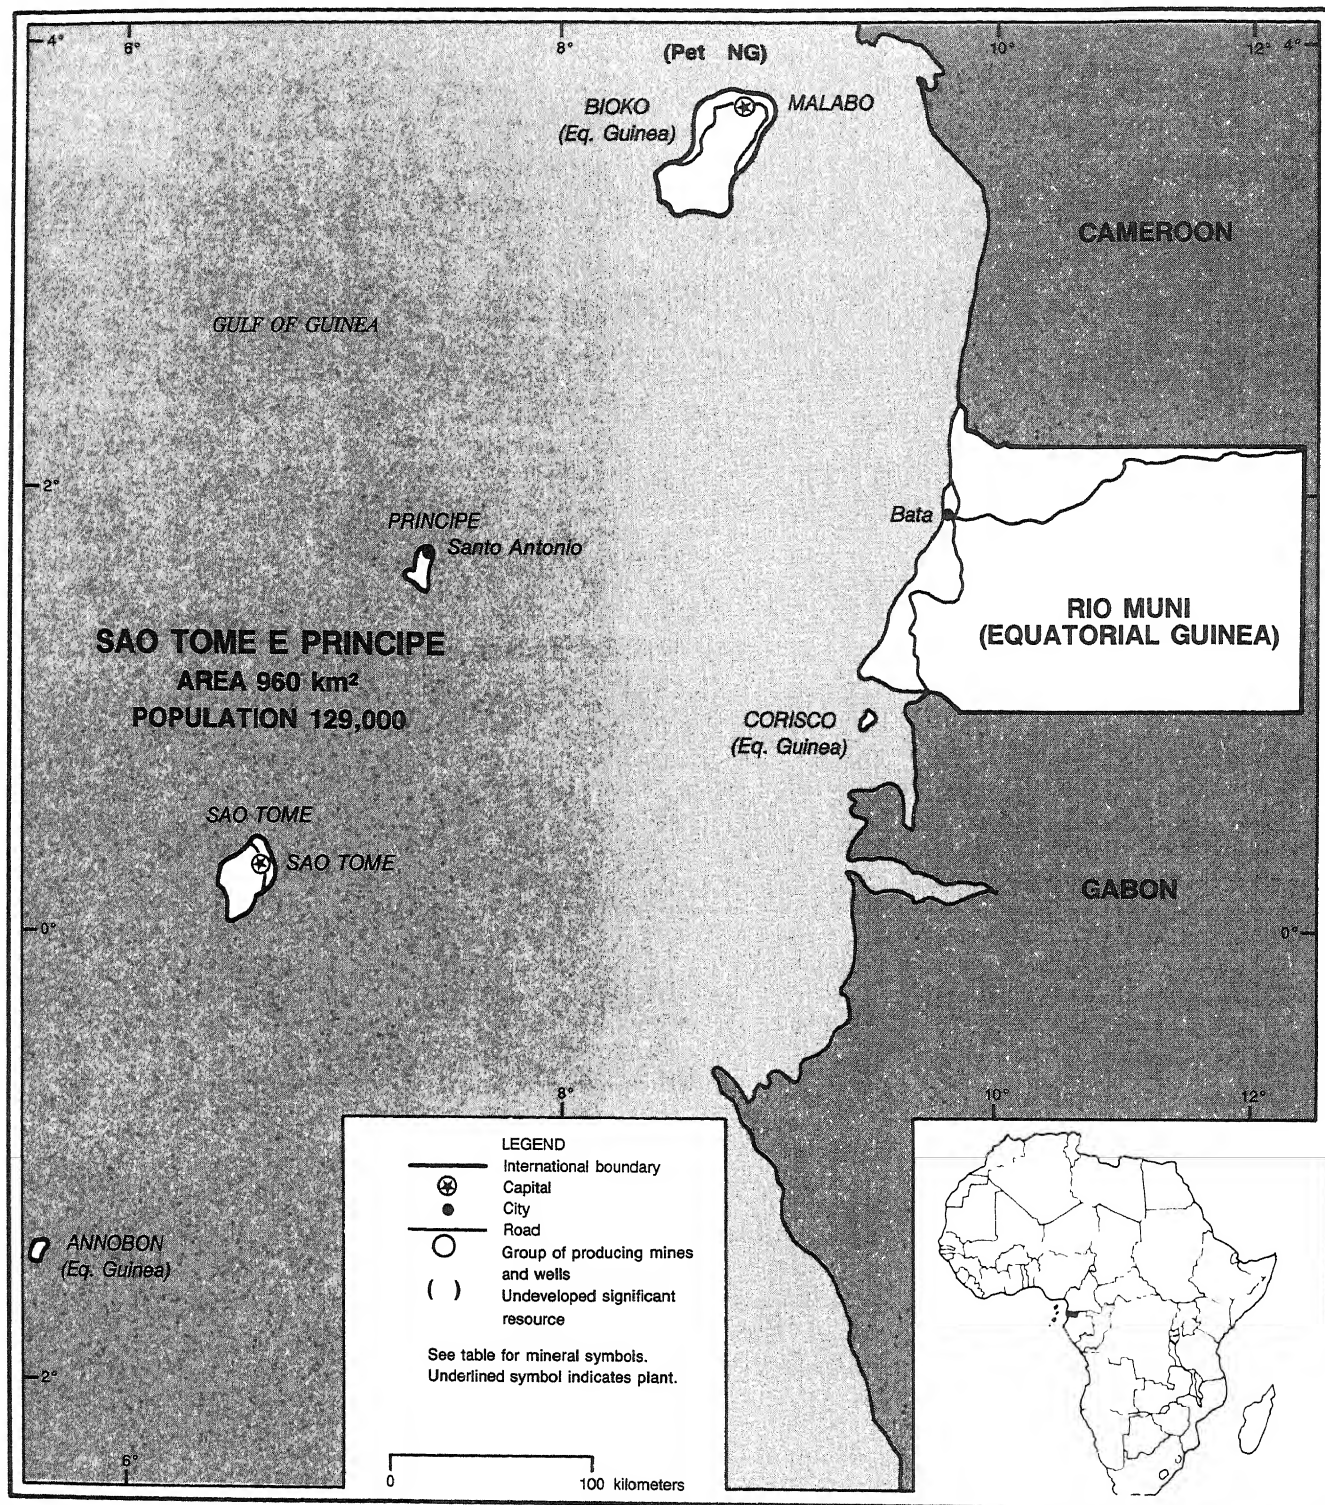 4°
6°
8°
10°
12°
4°
(Pet NG)
BIOKO
(Eq. Guinea)
MALABO
CAMEROON
GULF OF GUINEA
2°
PRINCIPE
Santo Antonio
Bata
RIO MUNI
(EQUATORIAL GUINEA)
SAO TOME E PRINCIPE
AREA 960 km²
POPULATION 129,000
CORISCO
(Eq. Guinea)
SAO TOME
SAO TOME
GABON
0°
0°
8°
10°
12°
LEGEND
International boundary
Capital
City
Road
Group of producing mines
and wells
( ) Undeveloped significant
resource
See table for mineral symbols.
Underlined symbol indicates plant.
ANNOBON
(Eq. Guinea)
2°
6°
0 100 kilometers